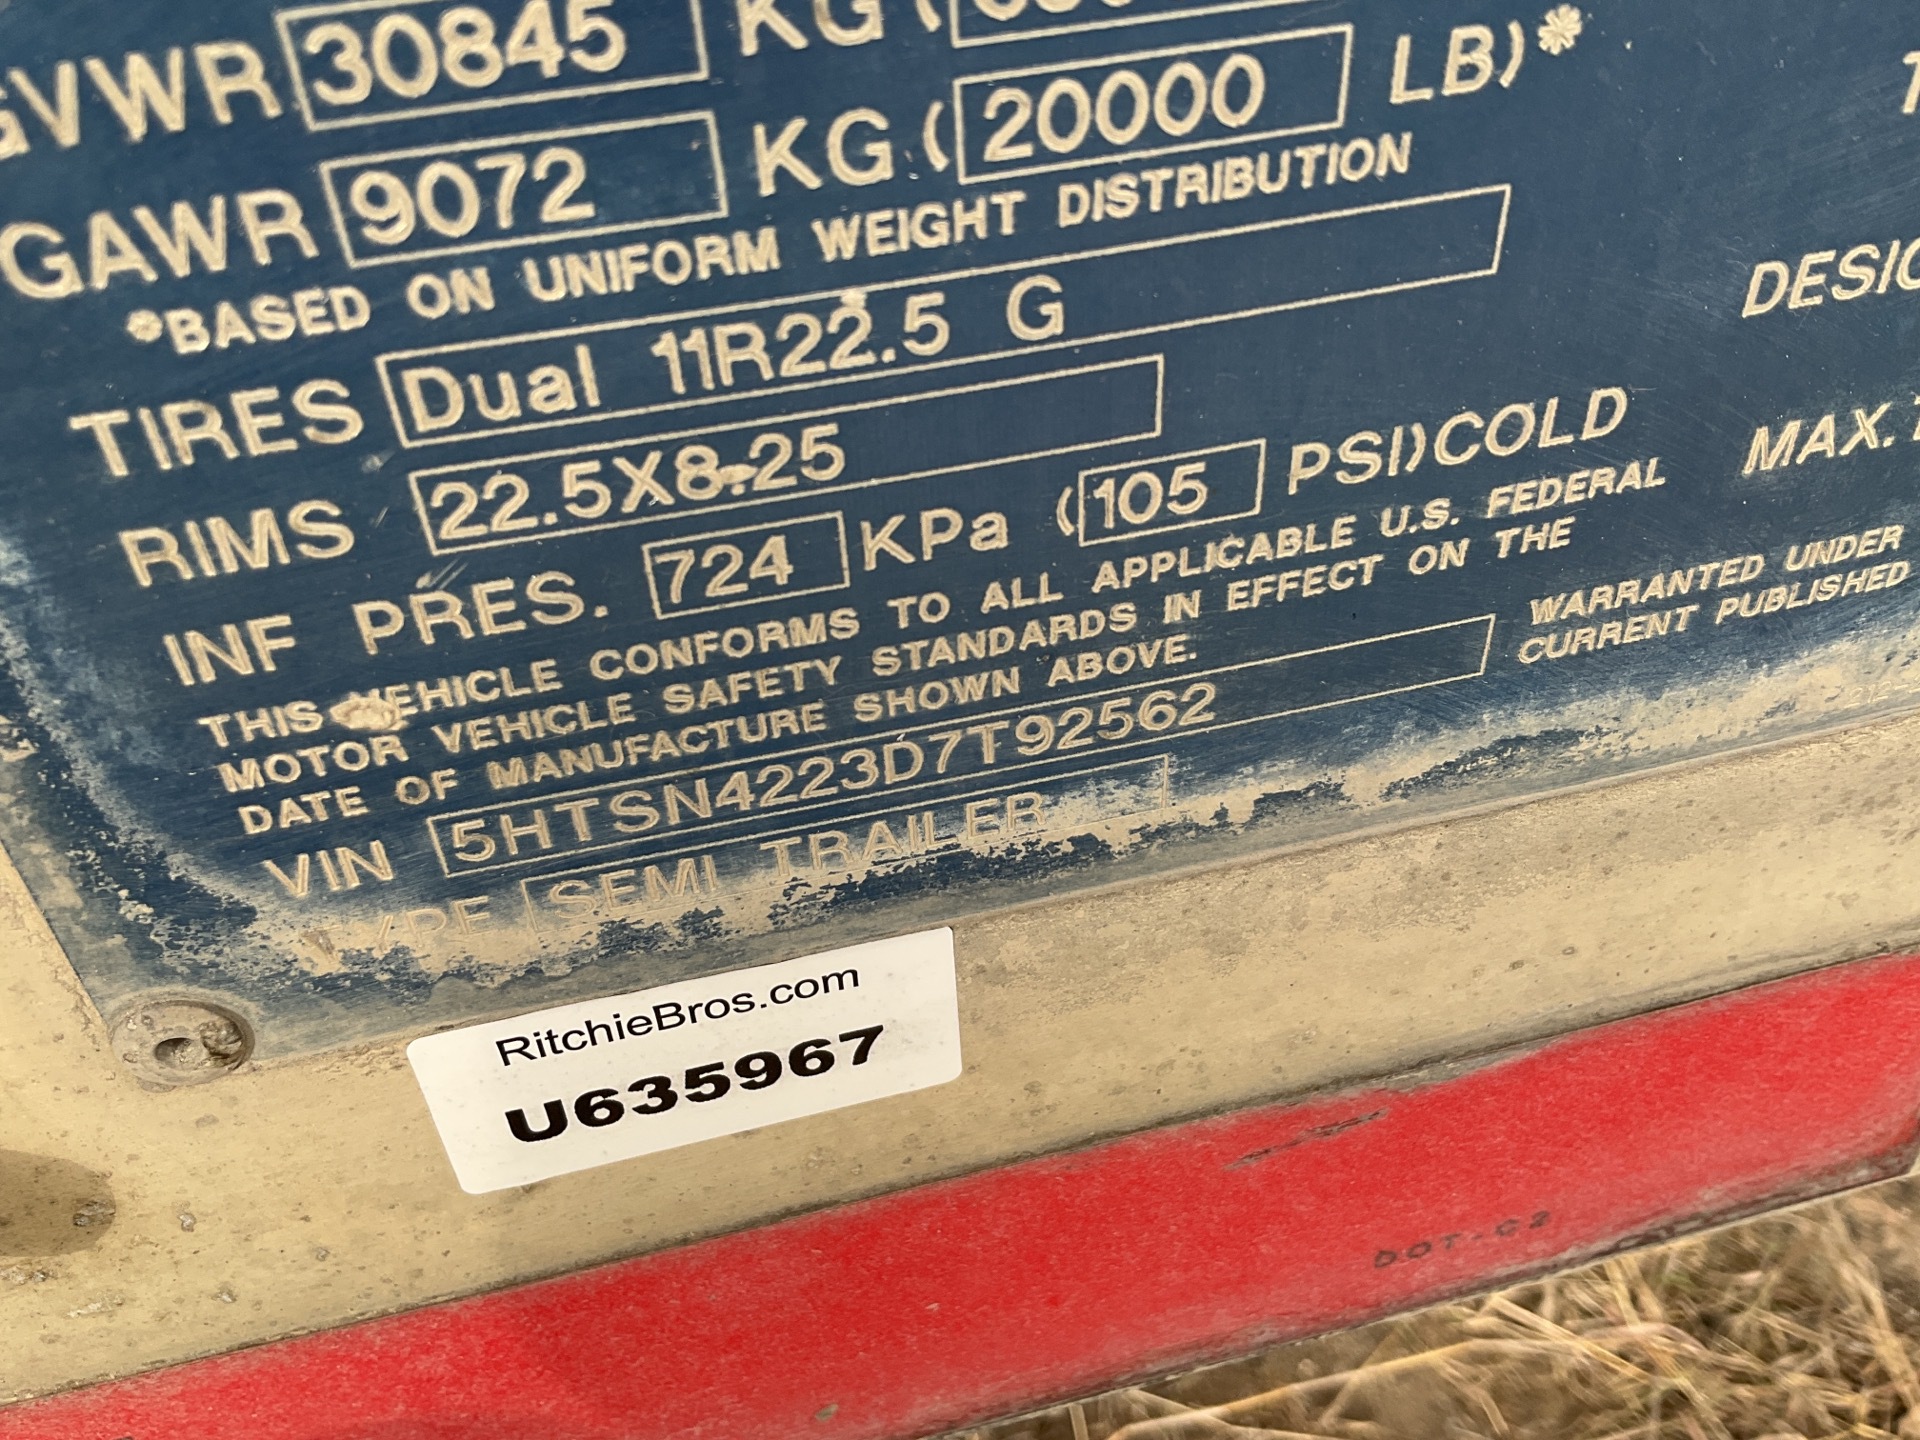 GVWR 30845 KG (
GAWR 9072 KG (20000 LB)*
*BASED ON UNIFORM WEIGHT DISTRIBUTION
TIRES Dual 11R22.5 G
RIMS 22.5X8.25
INF PRES. 724 KPa (105 PSI)COLD
THIS VEHICLE CONFORMS TO ALL APPLICABLE U.S. FEDERAL
MOTOR VEHICLE SAFETY STANDARDS IN EFFECT ON THE
DATE OF MANUFACTURE SHOWN ABOVE.
VIN 5HTSN4223D7T92562
TYPE SEMI TRAILER
DESIG
MAX.
WARRANTED UNDER
CURRENT PUBLISHED
RitchieBros.com
U635967
DOT-C2